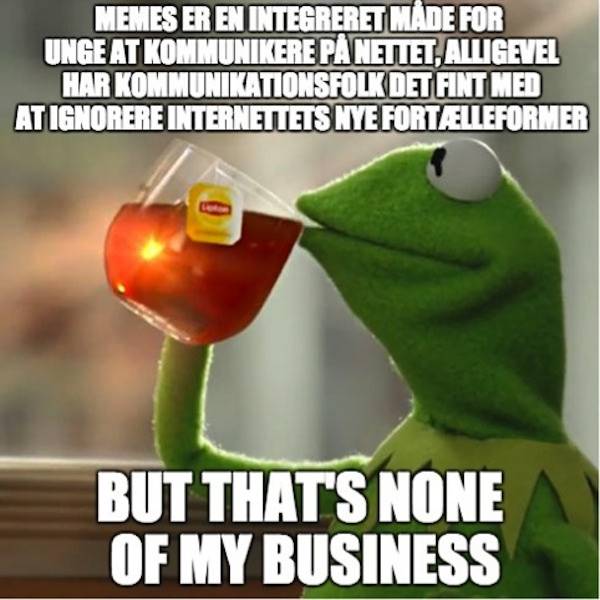 MEMES ER EN INTEGRERET MÅDE FOR
UNGE AT KOMMUNIKERE PÅ NETTET, ALLIGEVEL
HAR KOMMUNIKATIONSFOLK DET FINT MED
AT IGNORERE INTERNETTETS NYE FORTÆLLEFORMER
Lipton
BUT THAT'S NONE
OF MY BUSINESS